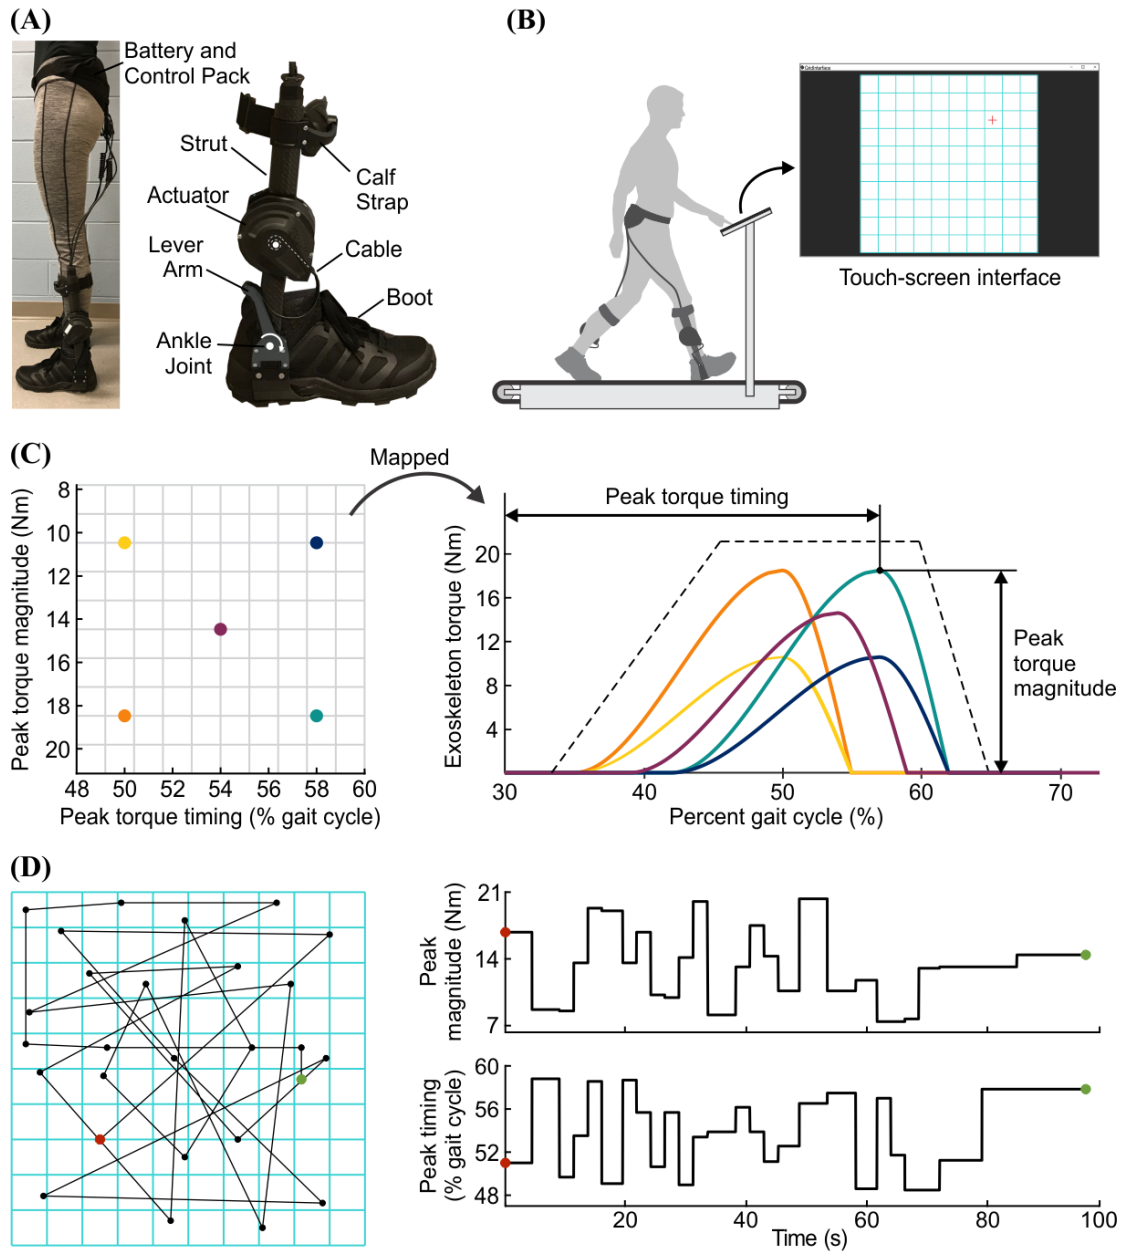 (A)
Battery and
Control Pack
Strut
Calf
Strap
Actuator
Lever
Arm
Cable
Boot
Ankle
Joint
(B)
GridInterface
Touch-screen interface
(C)
Mapped
Peak torque magnitude (Nm)
8
10
12
14
16
18
20
48 50 52 54 56 58 60
Peak torque timing (% gait cycle)
Peak torque timing
Exoskeleton torque (Nm)
20
16
12
8
4
Peak
torque
magnitude
30 40 50 60 70
Percent gait cycle (%)
(D)
Peak
magnitude (Nm)
21
14
7
Peak timing
(% gait cycle)
60
56
52
48
20 40 60 80 100
Time (s)